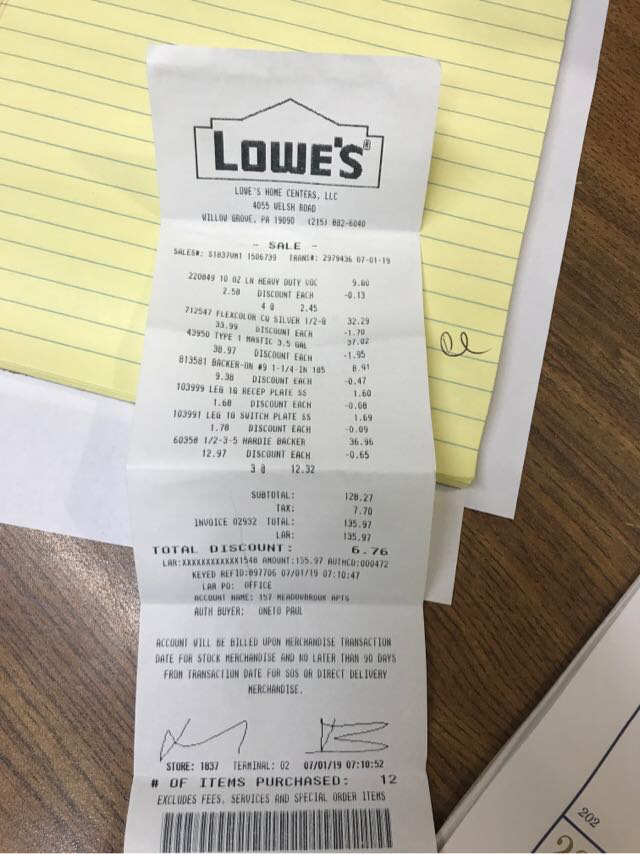 LOWE'S
LOWE'S HOME CENTERS, LLC
4055 WELSH ROAD
WILLOW GROVE, PA 19090 (215) 882-6040
- SALE -
SALES#: S1837VM1 1506739 TRANS#: 2979436 07-01-19
220849 10 OZ LN HEAVY DUTY VOC 9.80
2.58 DISCOUNT EACH -0.13
4 @ 2.45
712547 FLEXCOLOR CQ SILVER 1/2-G 32.29
33.99 DISCOUNT EACH -1.70
43950 TYPE 1 MASTIC 3.5 GAL 37.02
38.97 DISCOUNT EACH -1.95
813581 BACKER-ON #9 1-1/4-IN 185 8.91
9.38 DISCOUNT EACH -0.47
103999 LEG 1G RECEP PLATE SS 1.60
1.68 DISCOUNT EACH -0.08
103991 LEG 1G SWITCH PLATE SS 1.69
1.78 DISCOUNT EACH -0.09
60358 1/2-3-5 HARDIE BACKER 36.96
12.97 DISCOUNT EACH -0.65
3 @ 12.32
SUBTOTAL: 128.27
TAX: 7.70
INVOICE 02932 TOTAL: 135.97
LAR: 135.97
TOTAL DISCOUNT: 6.76
LAR:XXXXXXXXXXXX1548 AMOUNT:135.97 AUTHCD:000472
KEYED REFID:897706 07/01/19 07:10:47
LAR PO: OFFICE
ACCOUNT NAME: 157 MEADOWBROOK APTS
AUTH BUYER: ONETO PAUL
ACCOUNT WILL BE BILLED UPON MERCHANDISE TRANSACTION
DATE FOR STOCK MERCHANDISE AND NO LATER THAN 90 DAYS
FROM TRANSACTION DATE FOR SOS OR DIRECT DELIVERY
MERCHANDISE.
STORE: 1837 TERMINAL: 02 07/01/19 07:10:52
# OF ITEMS PURCHASED: 12
EXCLUDES FEES, SERVICES AND SPECIAL ORDER ITEMS
202